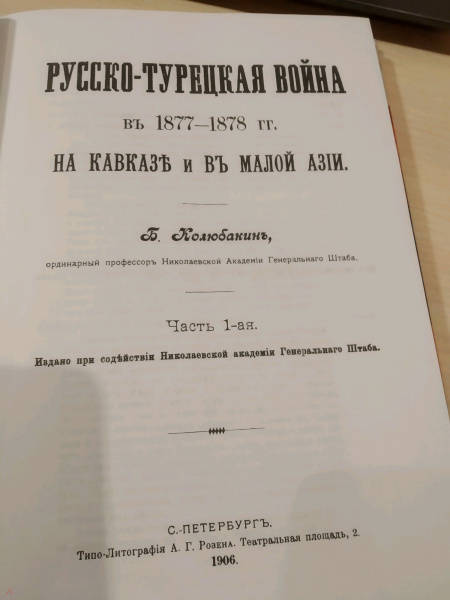 РУССКО-ТУРЕЦКАЯ ВОЙНА
въ 1877—1878 гг.
НА КАВКАЗѢ и ВЪ МАЛОЙ АЗІИ.
Б. Колюбакинъ,
ординарный профессоръ Николаевской Академіи Генеральнаго Штаба.
Часть 1-ая.
Издано при содѣйствіи Николаевской академіи Генеральнаго Штаба.
С.-ПЕТЕРБУРГЪ.
Типо-Литографія А. Г. Розена. Театральная площадь, 2.
1906.